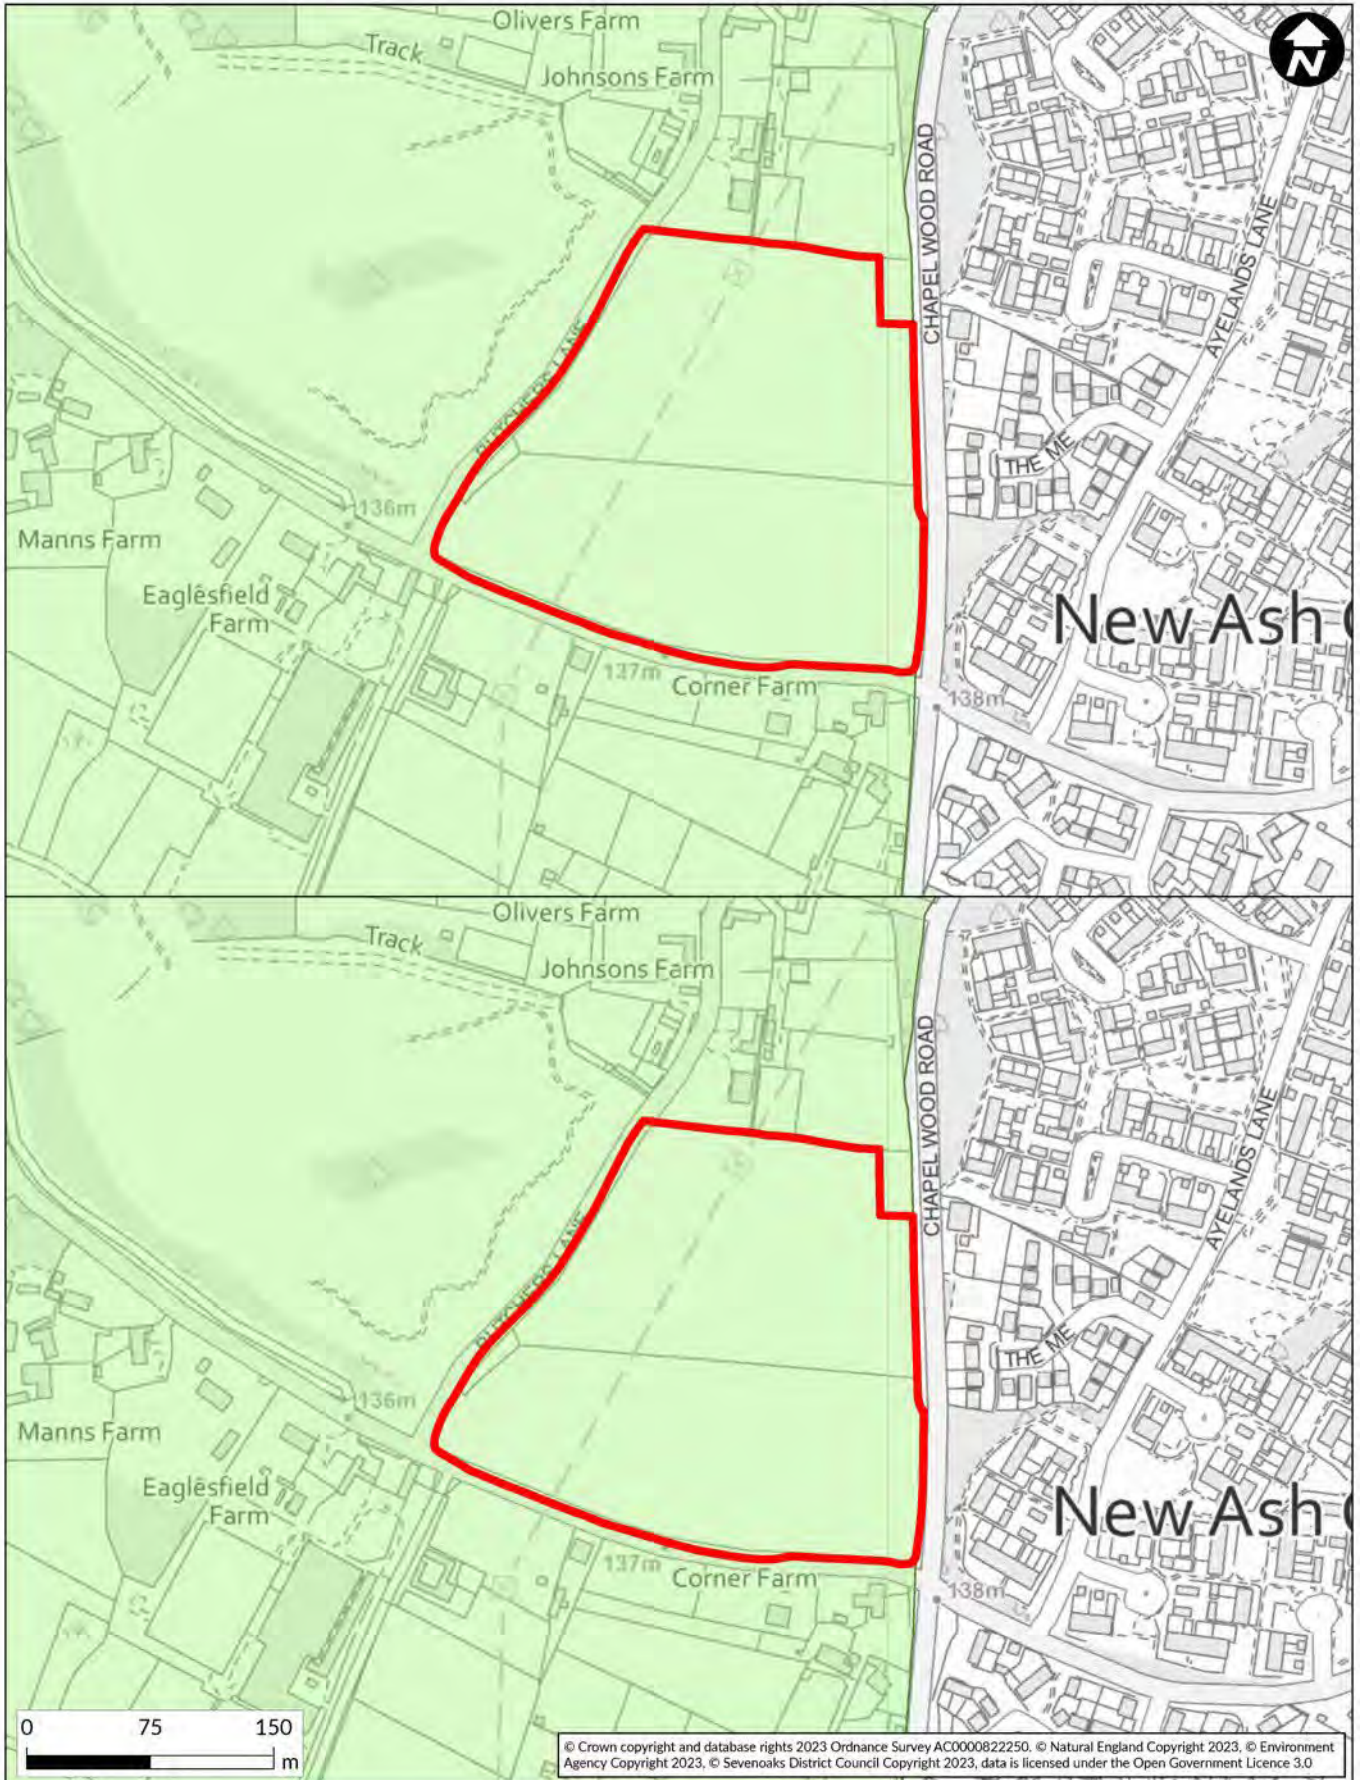 Olivers Farm
Track
Johnsons Farm
N
CHAPEL WOOD ROAD
AYELANDS LANE
BUTCHERS LANE
THE ME
136m
Manns Farm
Eaglesfield
Farm
New Ash
137m
Corner Farm
138m
Olivers Farm
Track
Johnsons Farm
CHAPEL WOOD ROAD
AYELANDS LANE
BUTCHERS LANE
THE ME
136m
Manns Farm
Eaglesfield
Farm
New Ash
137m
Corner Farm
138m
0 75 150
m
© Crown copyright and database rights 2023 Ordnance Survey AC0000822250, © Natural England Copyright 2023, © Environment
Agency Copyright 2023, © Sevenoaks District Council Copyright 2023, data is licensed under the Open Government Licence 3.0